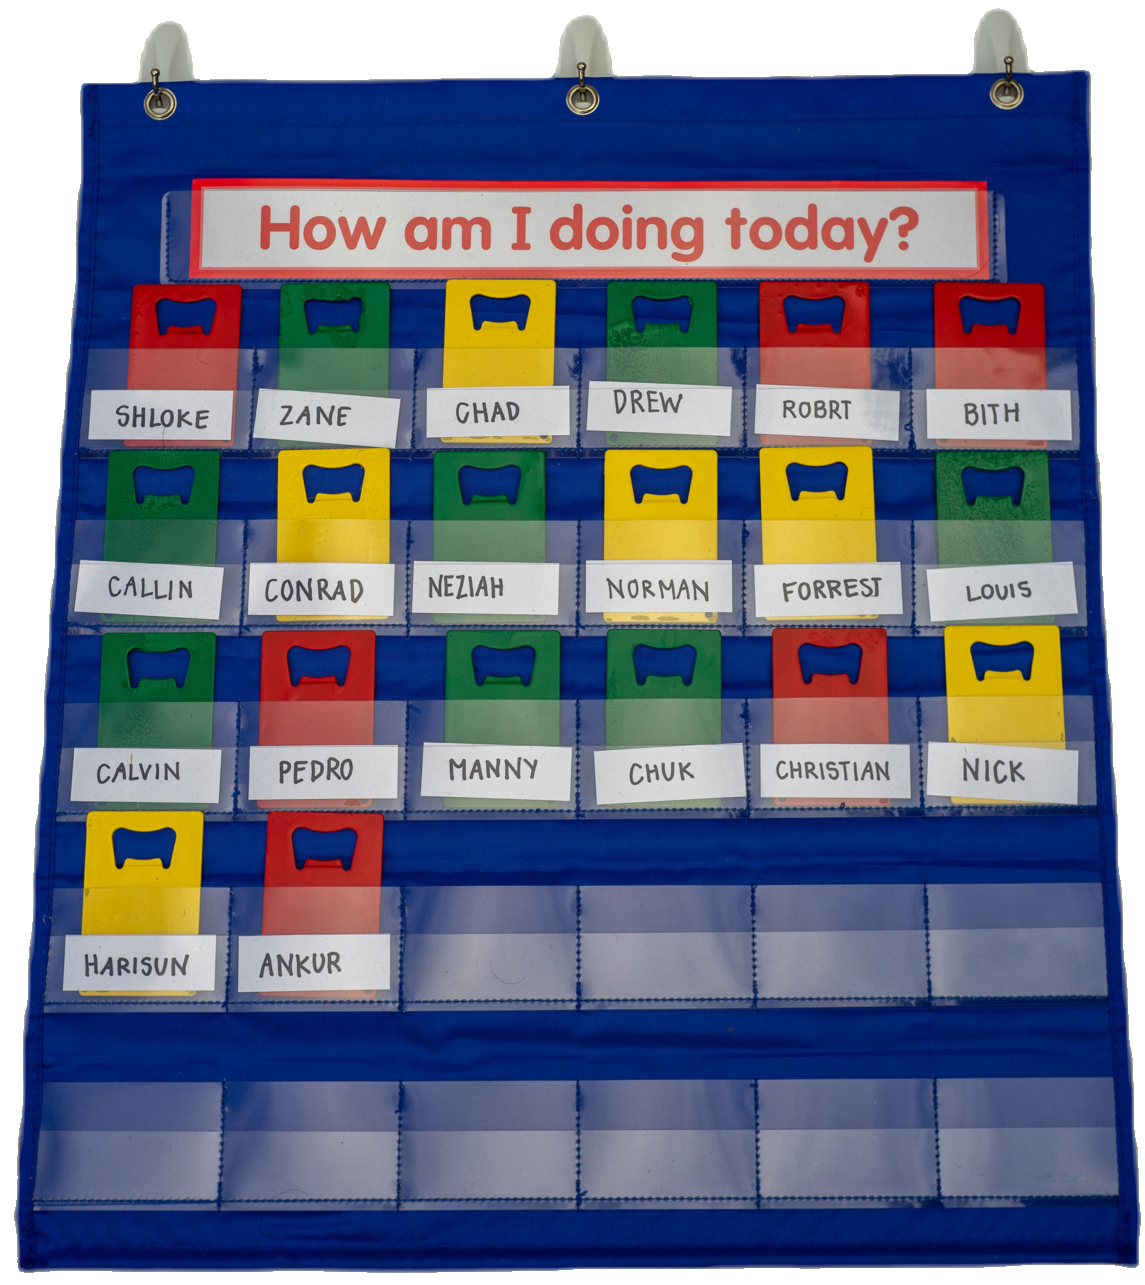 How am I doing today?
SHLOKE ZANE CHAD DREW ROBRT BITH
CALLIN CONRAD NEZIAH NORMAN FORREST LOUIS
CALVIN PEDRO MANNY CHUK CHRISTIAN NICK
HARISUN ANKUR